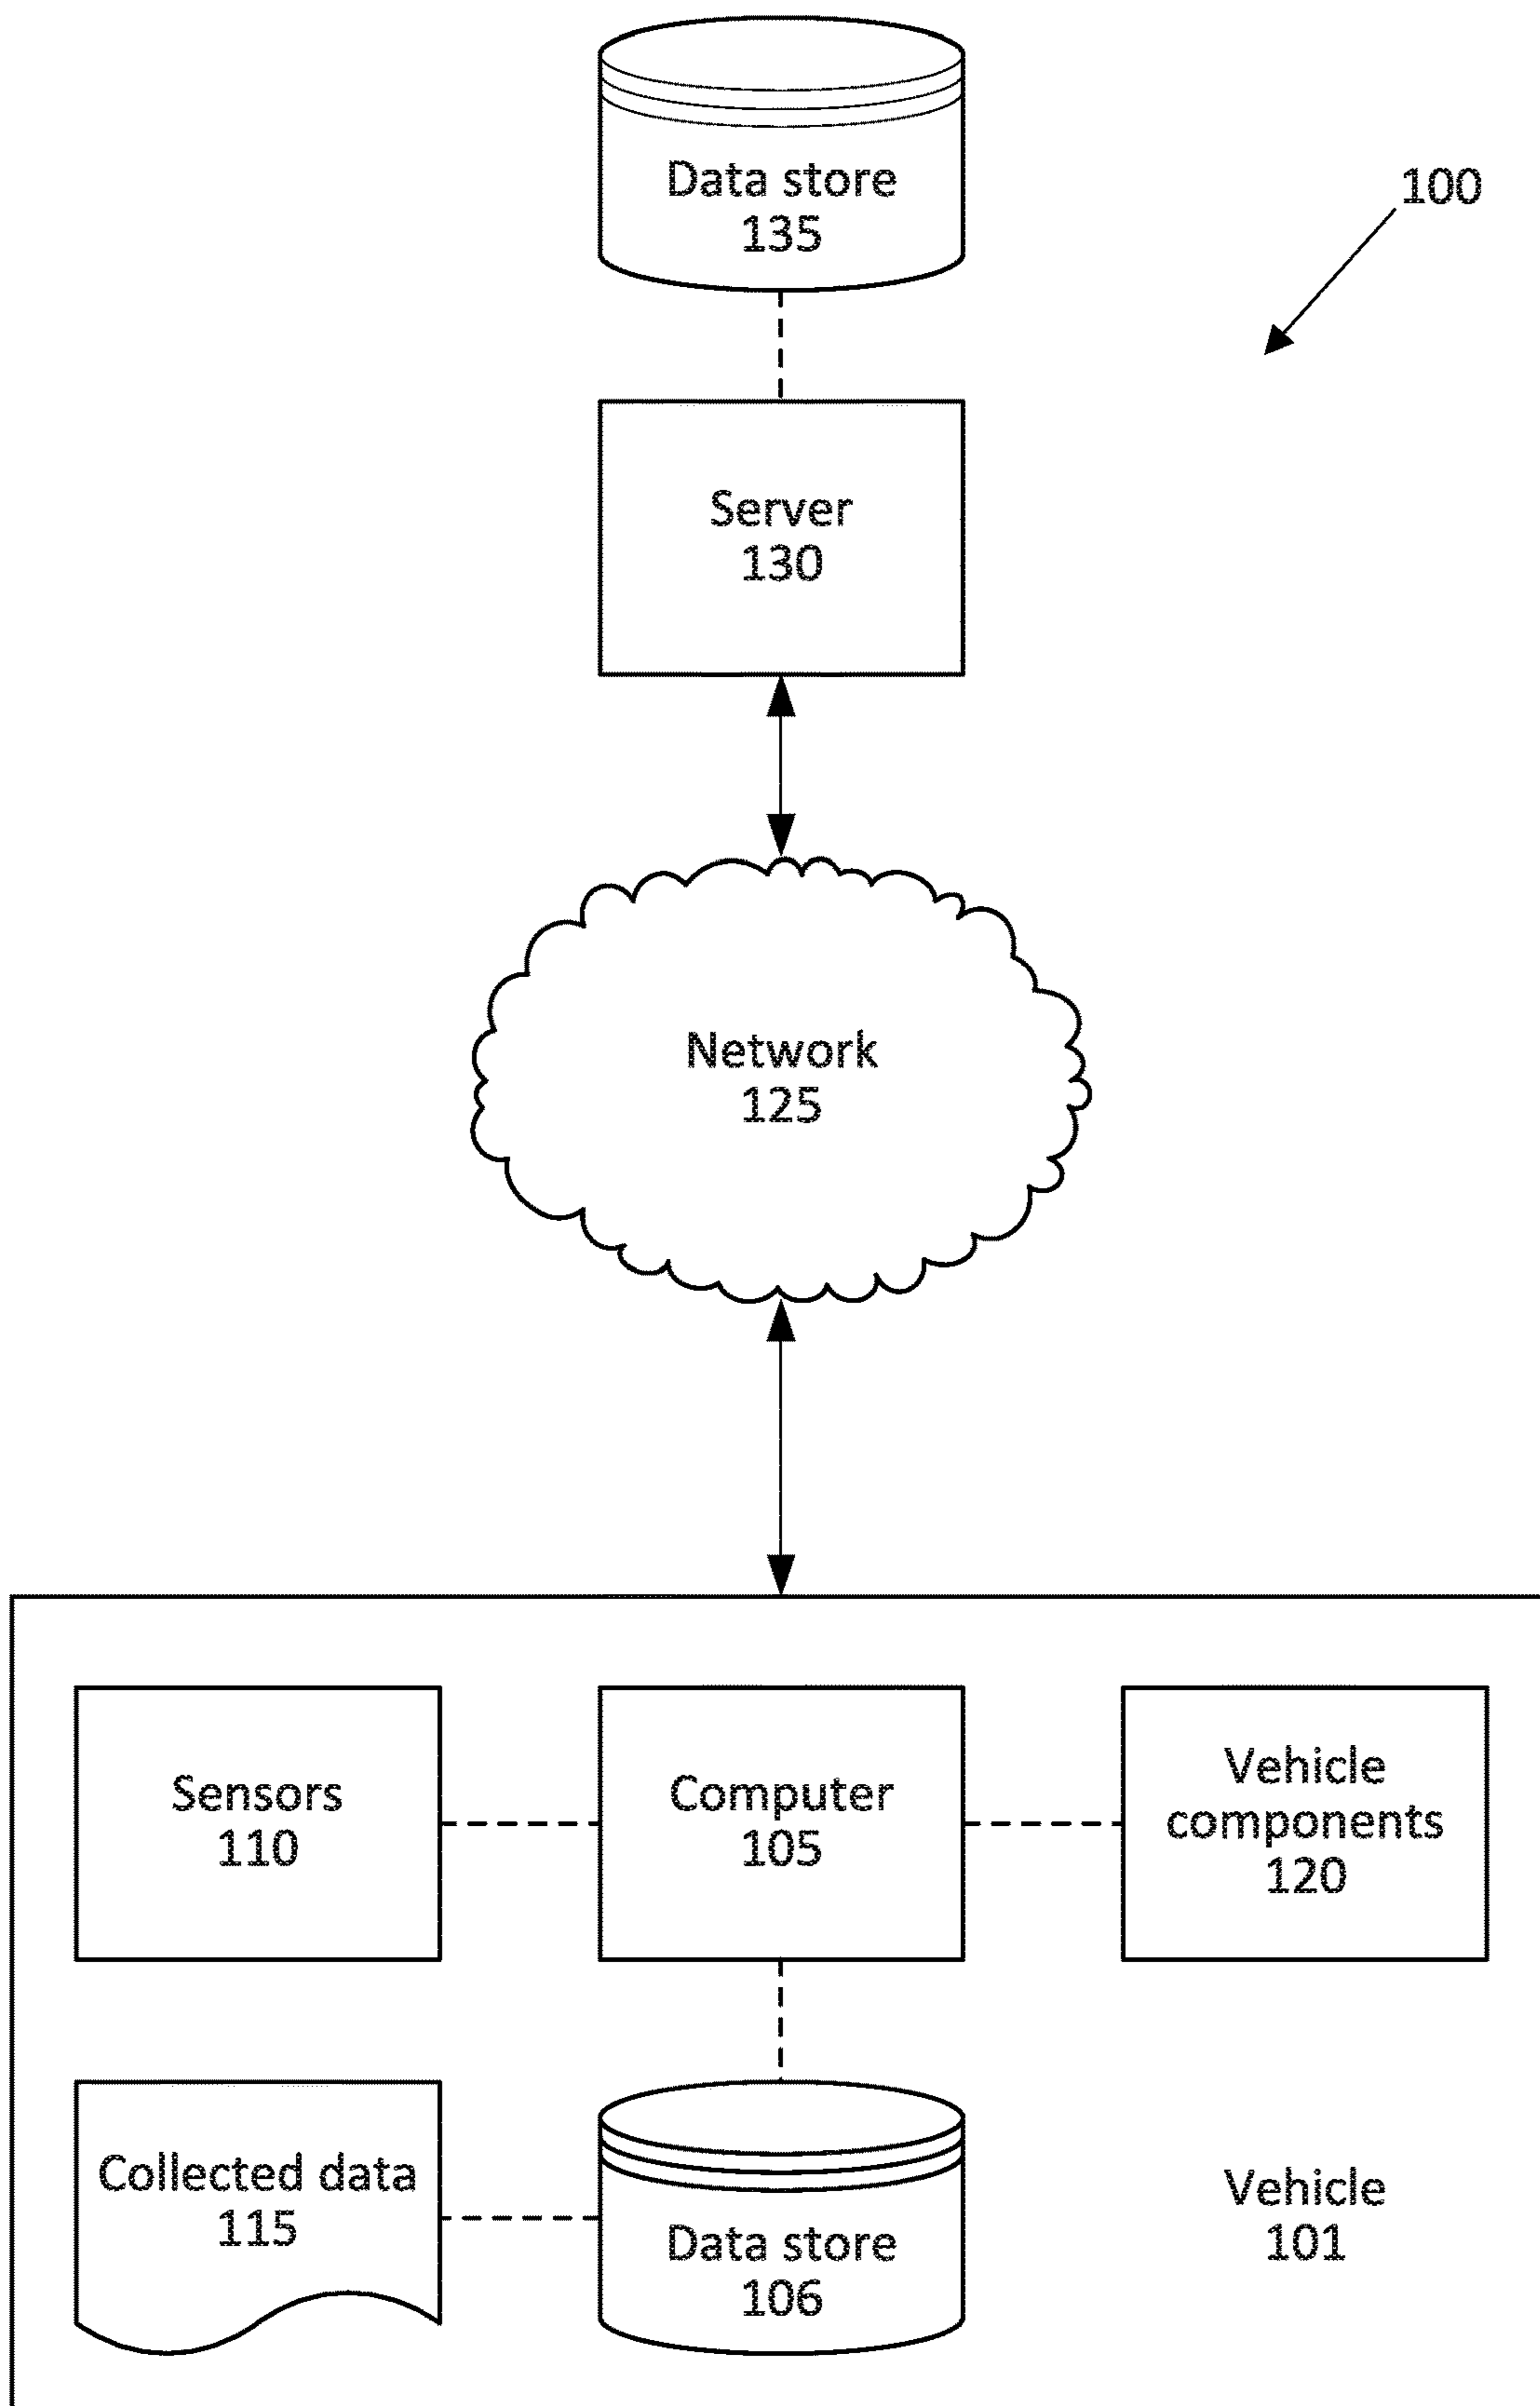 Data store
135
100
Server
130
Network
125
Sensors
110
Computer
105
Vehicle
components
120
Collected data
115
Data store
106
Vehicle
101